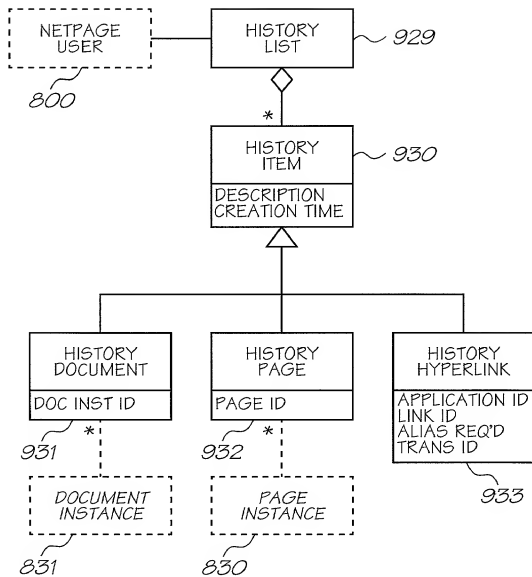 NETPAGE
USER
800
HISTORY
LIST
929
*
HISTORY
ITEM
930
DESCRIPTION
CREATION TIME
HISTORY
DOCUMENT
DOC INST ID
931
*
HISTORY
PAGE
PAGE ID
932
*
HISTORY
HYPERLINK
APPLICATION ID
LINK ID
ALIAS REQ'D
TRANS ID
933
DOCUMENT
INSTANCE
831
PAGE
INSTANCE
830